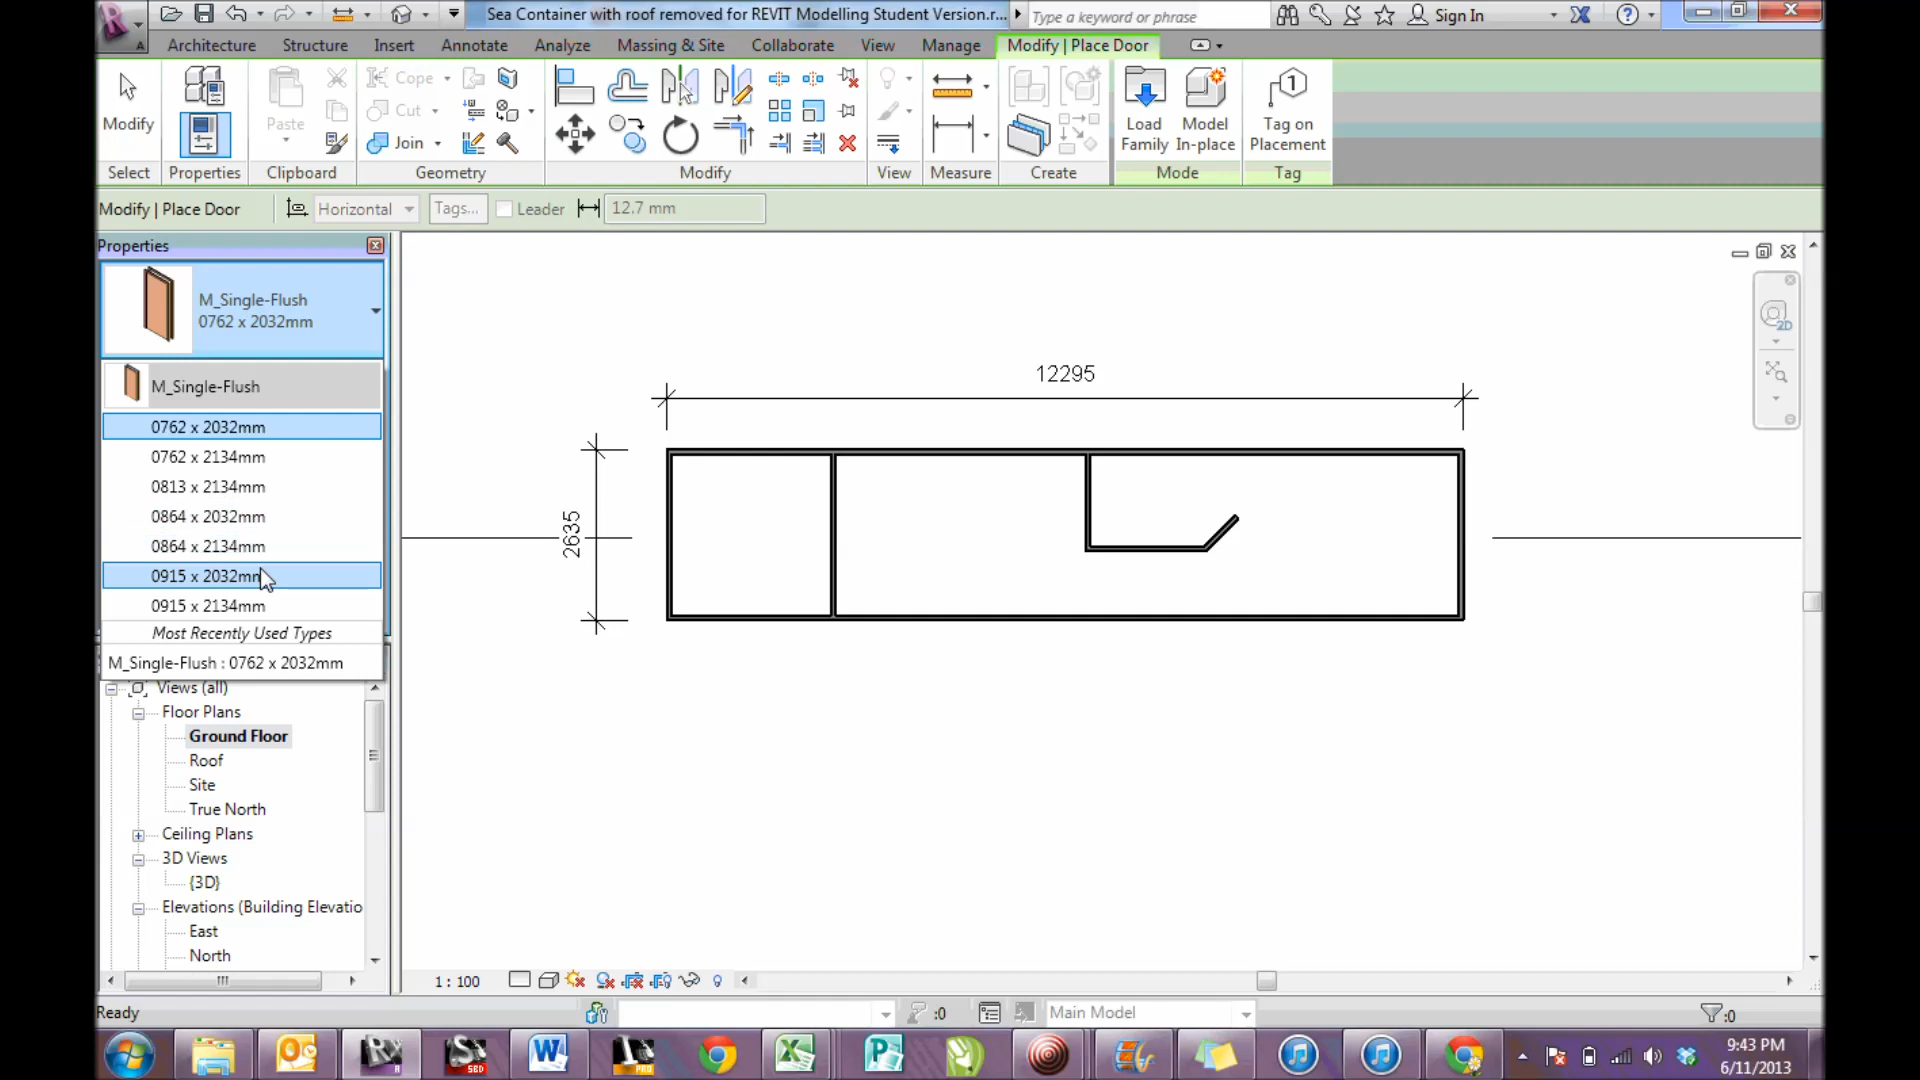 Sea Container with roof removed for REVIT Modelling Student Version.r...
Type a keyword or phrase
Sign In
Architecture
Structure
Insert
Annotate
Analyze
Massing & Site
Collaborate
View
Manage
Modify | Place Door
Modify
Paste
Cope
Cut
Join
Load Family
Model In-place
Tag on Placement
Select
Properties
Clipboard
Geometry
Modify
View
Measure
Create
Mode
Tag
Modify | Place Door
Horizontal
Tags...
Leader
12.7 mm
Properties
M_Single-Flush
0762 x 2032mm
M_Single-Flush
0762 x 2032mm
0762 x 2134mm
0813 x 2134mm
0864 x 2032mm
0864 x 2134mm
0915 x 2032mm
0915 x 2134mm
Most Recently Used Types
M_Single-Flush : 0762 x 2032mm
Views (all)
Floor Plans
Ground Floor
Roof
Site
True North
Ceiling Plans
3D Views
{3D}
Elevations (Building Elevatio
East
North
12295
2635
2D
1 : 100
Ready
:0
Main Model
:0
9:43 PM
6/11/2013